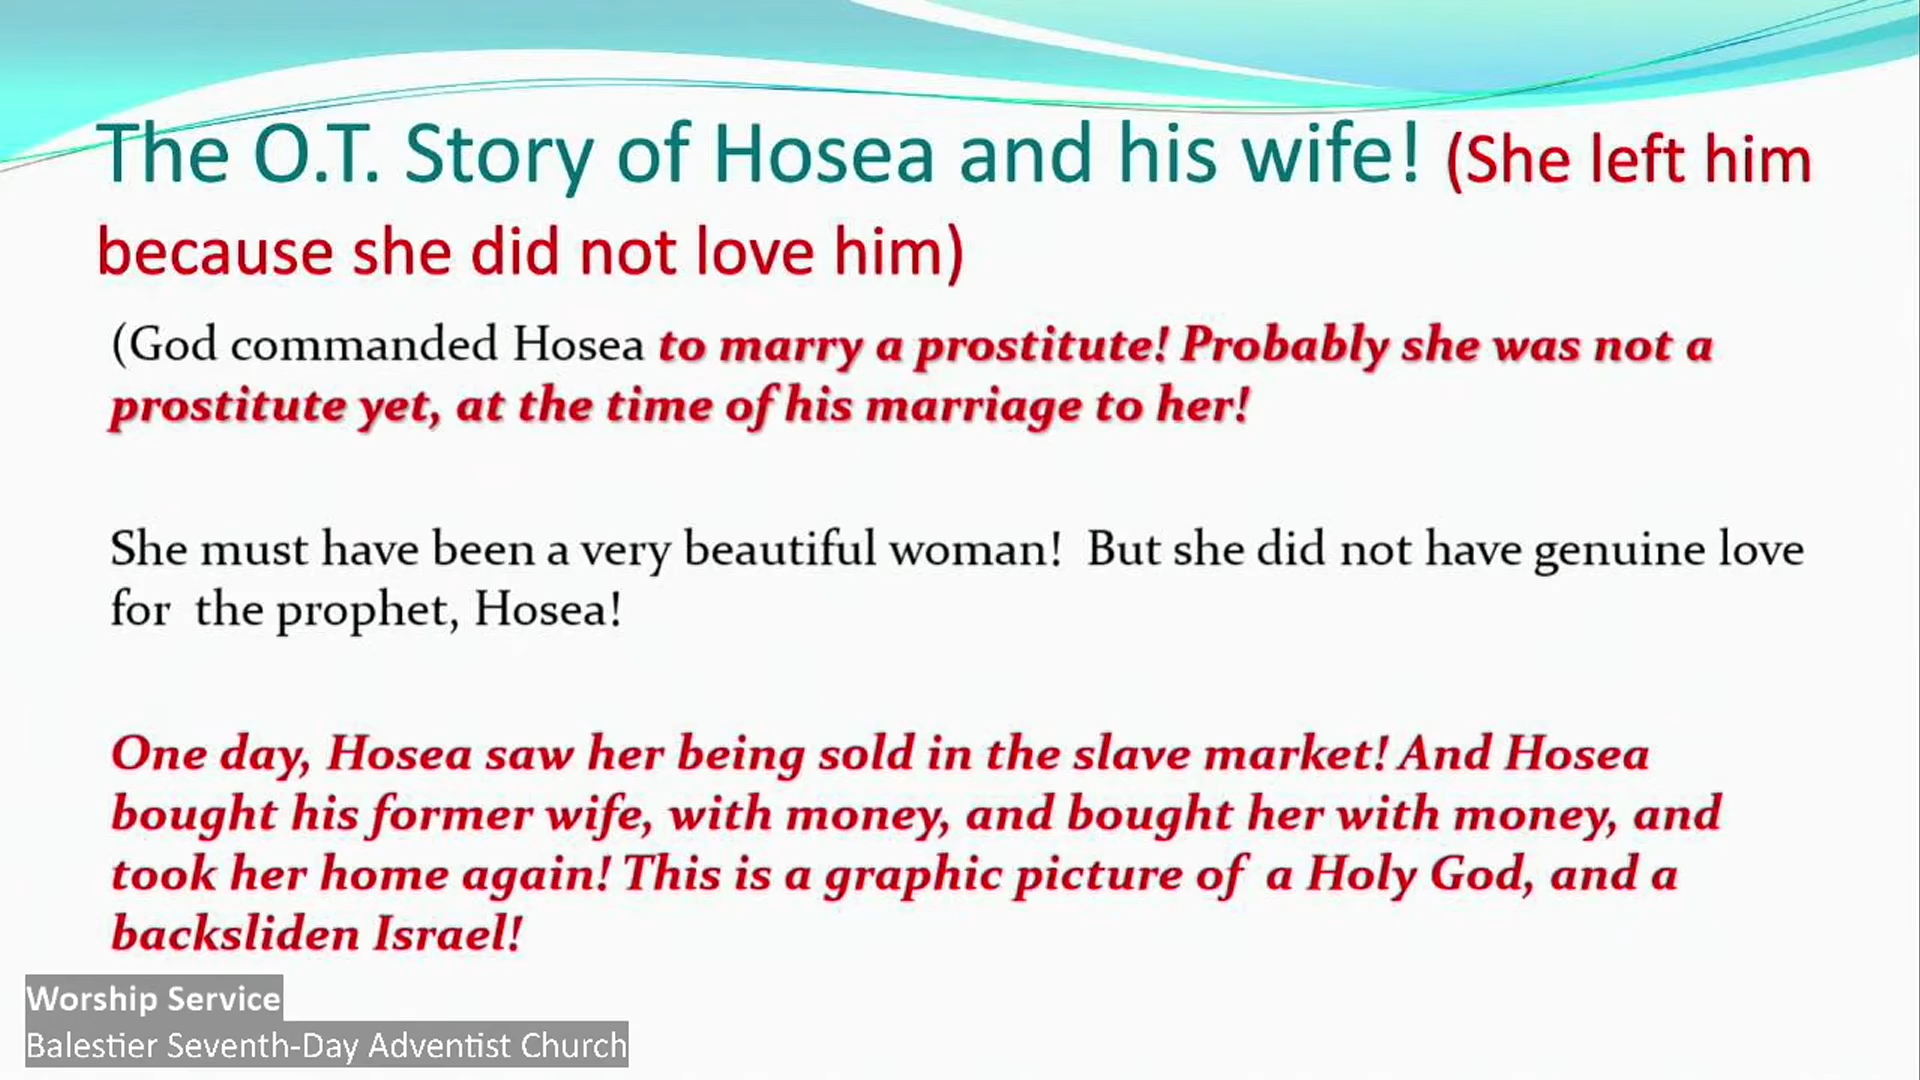 The O.T. Story of Hosea and his wife! (She left him
because she did not love him)
(God commanded Hosea to marry a prostitute! Probably she was not a
prostitute yet, at the time of his marriage to her!
She must have been a very beautiful woman!  But she did not have genuine love
for  the prophet, Hosea!
One day, Hosea saw her being sold in the slave market! And Hosea
bought his former wife, with money, and bought her with money, and
took her home again! This is a graphic picture of  a Holy God, and a
backsliden Israel!
Worship Service
Balestier Seventh-Day Adventist Church